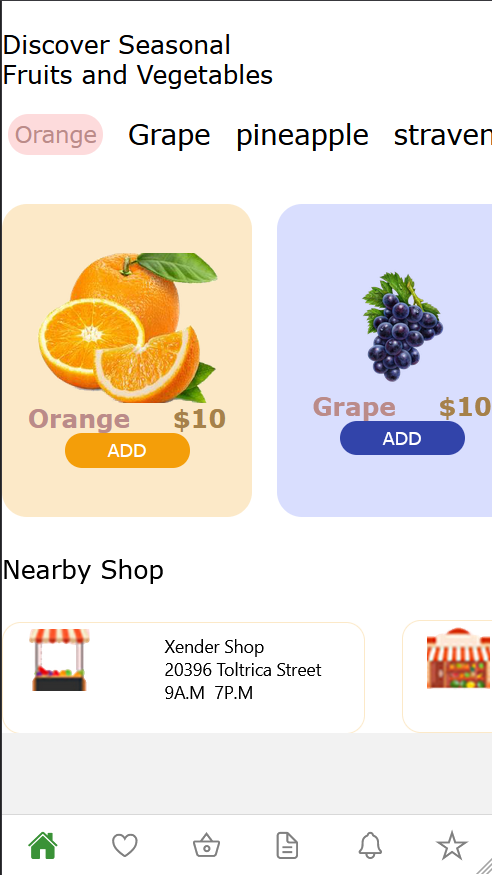 Discover Seasonal
Fruits and Vegetables
Orange Grape pineapple straven
Orange $10
ADD
Grape $10
ADD
Nearby Shop
Xender Shop
20396 Toltrica Street
9A.M 7P.M